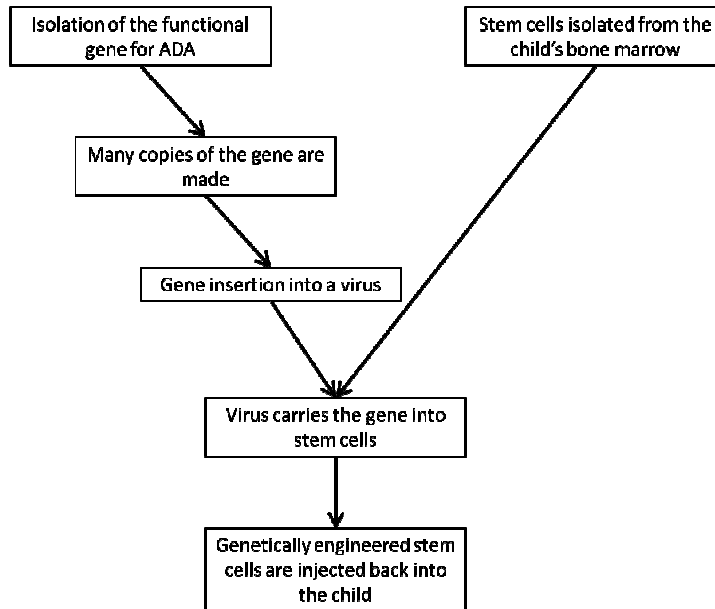 Isolation of the functional
gene for ADA
Stem cells isolated from the
child's bone marrow
Many copies of the gene are
made
Gene insertion into a virus
Virus carries the gene into
stem cells
Genetically engineered stem
cells are injected back into
the child